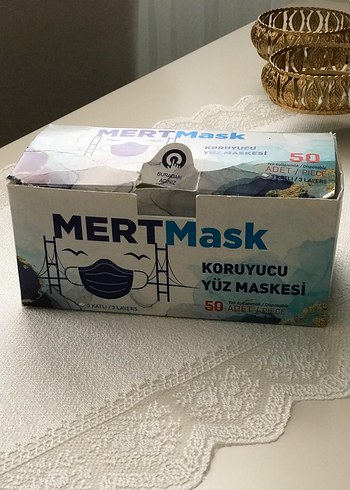 MERTMask
KORUYUCU
YÜZ MASKESİ
50
ADET / PIECE
3 KATLI / 3 LAYERS
BURADAN
AÇINIZ
MERTMask
KORUYUCU
YÜZ MASKESİ
3 KATLI / 3 LAYERS
50 ADET / PIECE